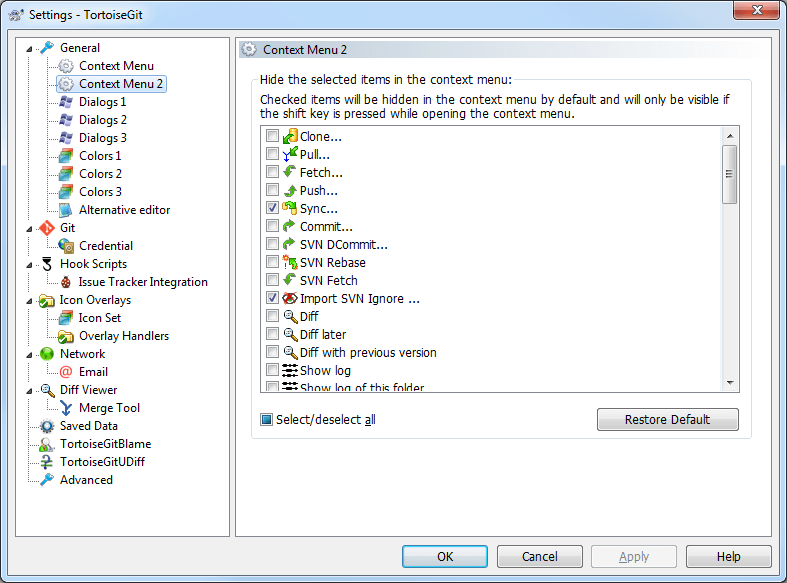 Settings - TortoiseGit
General
Context Menu
Context Menu 2
Dialogs 1
Dialogs 2
Dialogs 3
Colors 1
Colors 2
Colors 3
Alternative editor
Git
Credential
Hook Scripts
Issue Tracker Integration
Icon Overlays
Icon Set
Overlay Handlers
Network
Email
Diff Viewer
Merge Tool
Saved Data
TortoiseGitBlame
TortoiseGitUDiff
Advanced
Context Menu 2
Hide the selected items in the context menu:
Checked items will be hidden in the context menu by default and will only be visible if
the shift key is pressed while opening the context menu.
Clone...
Pull...
Fetch...
Push...
Sync...
Commit...
SVN DCommit...
SVN Rebase
SVN Fetch
Import SVN Ignore ...
Diff
Diff later
Diff with previous version
Show log
Show log of this folder
Select/deselect all
Restore Default
OK
Cancel
Apply
Help